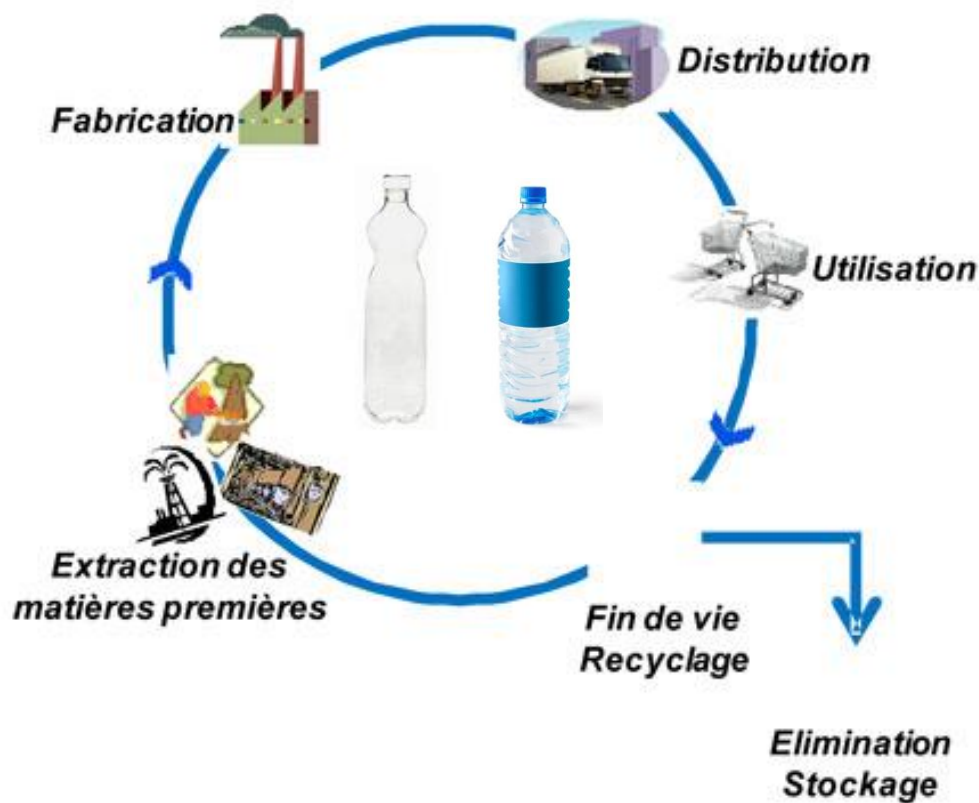 Distribution
Fabrication
Utilisation
Extraction des
matières premières
Fin de vie
Recyclage
Elimination
Stockage